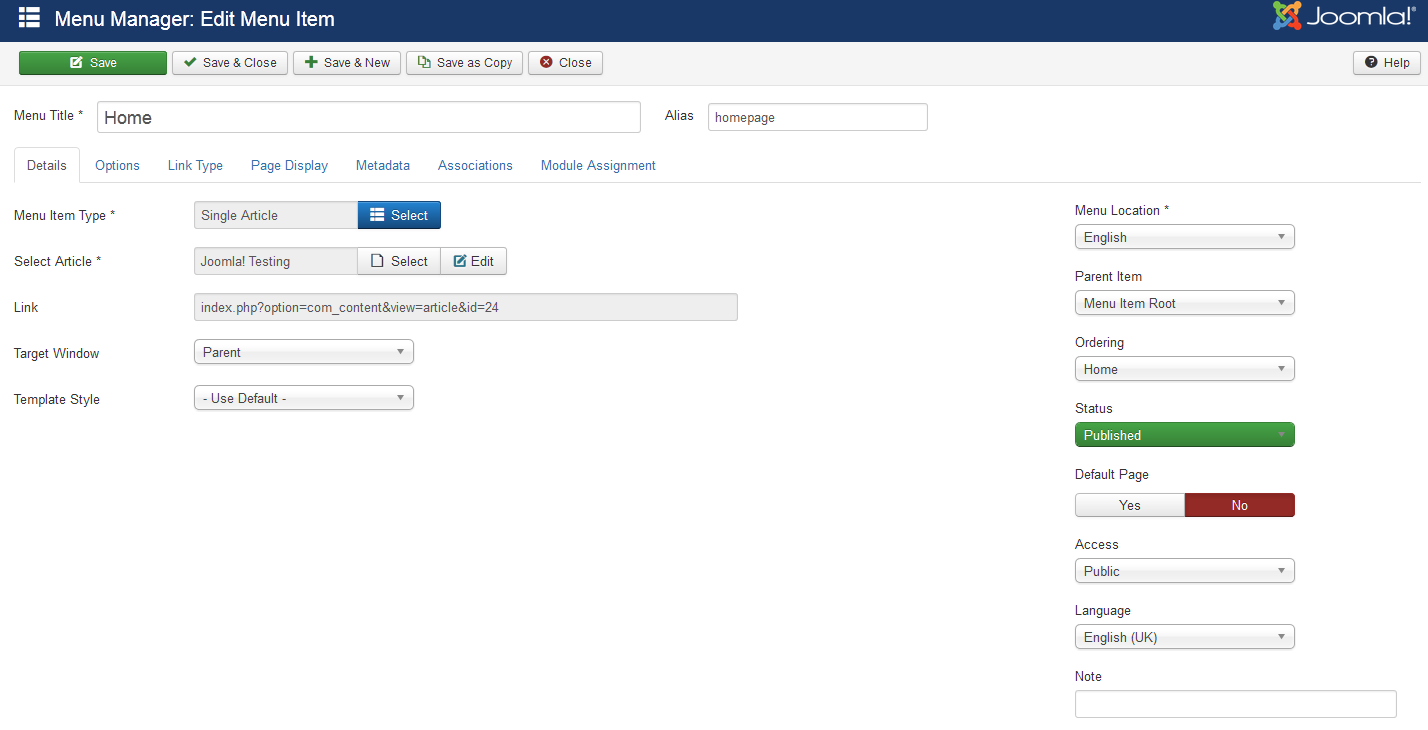 Menu Manager: Edit Menu Item
Joomla!®
Save
Save & Close
Save & New
Save as Copy
Close
Help
Menu Title *
Home
Alias
homepage
Details
Options
Link Type
Page Display
Metadata
Associations
Module Assignment
Menu Item Type *
Single Article
Select
Select Article *
Joomla! Testing
Select
Edit
Link
index.php?option=com_content&view=article&id=24
Target Window
Parent
Template Style
- Use Default -
Menu Location *
English
Parent Item
Menu Item Root
Ordering
Home
Status
Published
Default Page
Yes
No
Access
Public
Language
English (UK)
Note